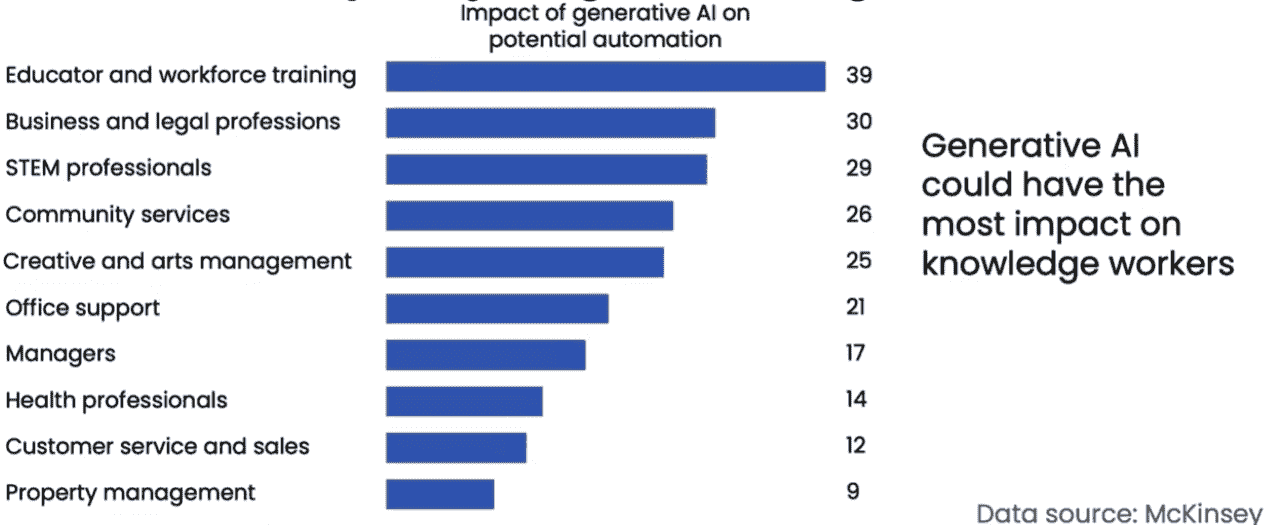 Impact of generative AI on
potential automation
Educator and workforce training 39
Business and legal professions 30
STEM professionals 29
Community services 26
Creative and arts management 25
Office support 21
Managers 17
Health professionals 14
Customer service and sales 12
Property management 9
Generative AI
could have the
most impact on
knowledge workers
Data source: McKinsey